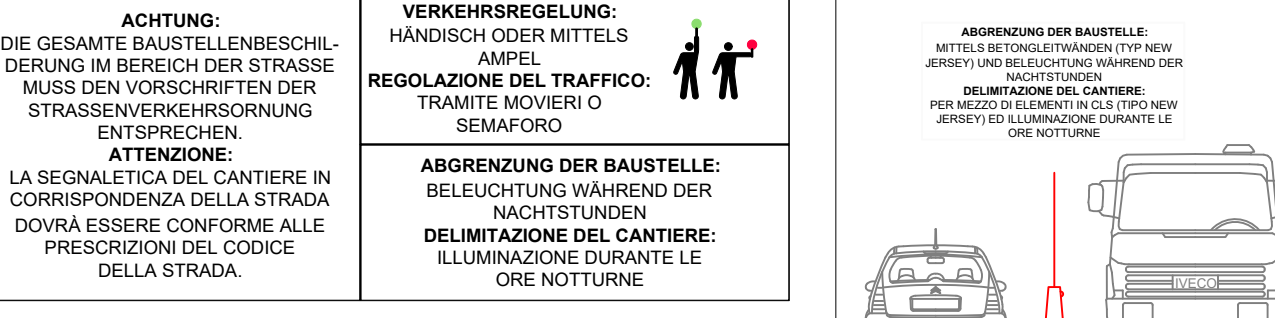 ACHTUNG:
DIE GESAMTE BAUSTELLENBESCHIL-
DERUNG IM BEREICH DER STRASSE
MUSS DEN VORSCHRIFTEN DER
STRASSENVERKEHRSORNUNG
ENTSPRECHEN.
ATTENZIONE:
LA SEGNALETICA DEL CANTIERE IN
CORRISPONDENZA DELLA STRADA
DOVRÀ ESSERE CONFORME ALLE
PRESCRIZIONI DEL CODICE
DELLA STRADA.
VERKEHRSREGELUNG:
HÄNDISCH ODER MITTELS
AMPEL
REGOLAZIONE DEL TRAFFICO:
TRAMITE MOVIERI O
SEMAFORO
ABGRENZUNG DER BAUSTELLE:
BELEUCHTUNG WÄHREND DER
NACHTSTUNDEN
DELIMITAZIONE DEL CANTIERE:
ILLUMINAZIONE DURANTE LE
ORE NOTTURNE
ABGRENZUNG DER BAUSTELLE:
MITTELS BETONGLEITWÄNDEN (TYP NEW
JERSEY) UND BELEUCHTUNG WÄHREND DER
NACHTSTUNDEN
DELIMITAZIONE DEL CANTIERE:
PER MEZZO DI ELEMENTI IN CLS (TIPO NEW
JERSEY) ED ILLUMINAZIONE DURANTE LE
ORE NOTTURNE
IVECO